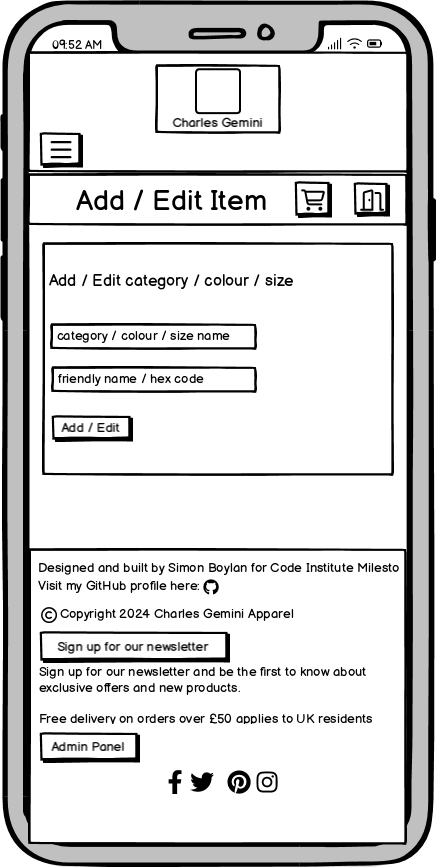 09:52 AM
Charles Gemini
Add / Edit Item
Add / Edit category / colour / size
category / colour / size name
friendly name / hex code
Add / Edit
Designed and built by Simon Boylan for Code Institute Milesto
Visit my GitHub profile here:
© Copyright 2024 Charles Gemini Apparel
Sign up for our newsletter
Sign up for our newsletter and be the first to know about
exclusive offers and new products.
Free delivery on orders over £50 applies to UK residents
Admin Panel